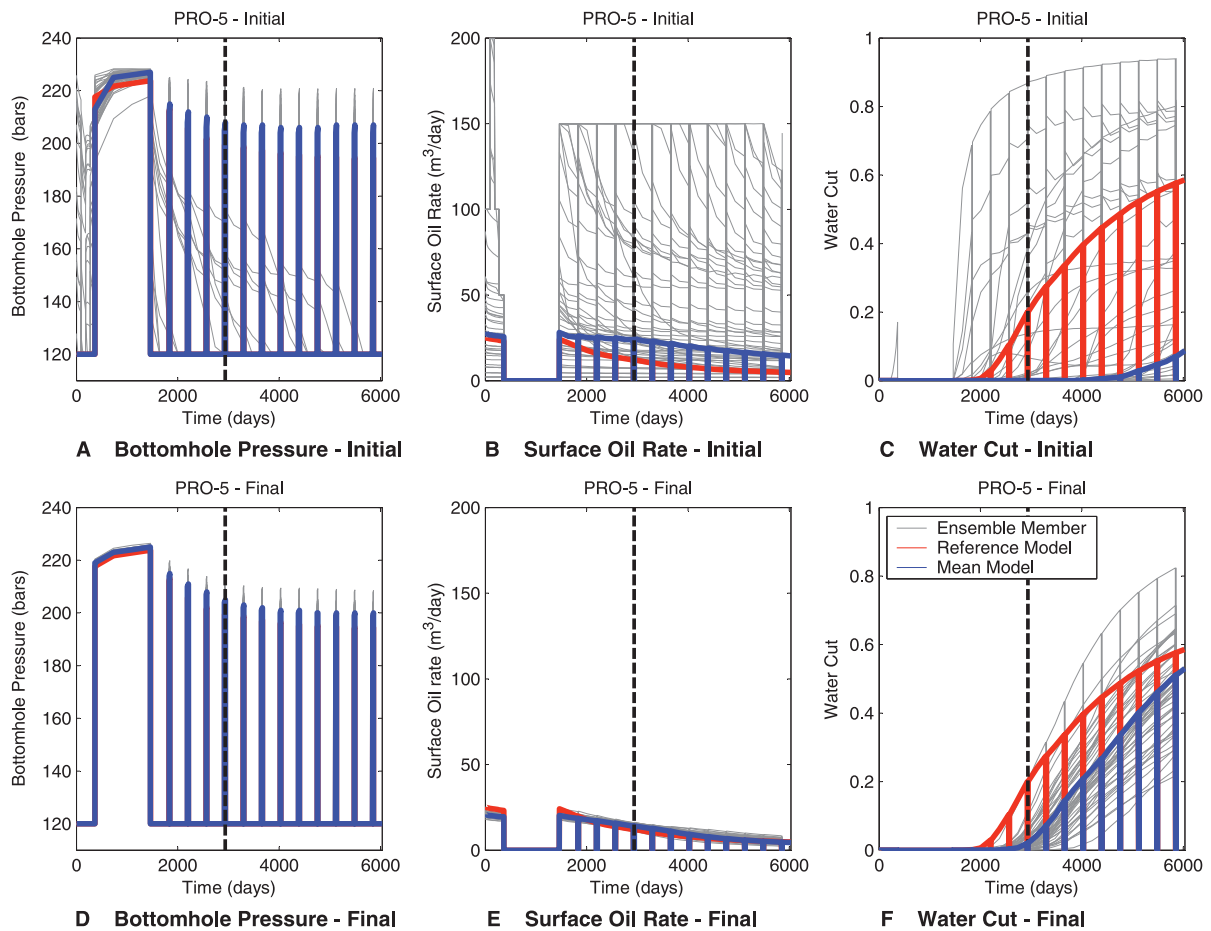 PRO-5 - Initial
240
220
200
180
160
140
120
Bottomhole Pressure (bars)
0
2000
4000
6000
Time (days)
A Bottomhole Pressure - Initial
PRO-5 - Initial
200
150
100
50
0
Surface Oil Rate (m³/day)
0
2000
4000
6000
Time (days)
B Surface Oil Rate - Initial
PRO-5 - Initial
1
0.8
0.6
0.4
0.2
0
Water Cut
0
2000
4000
6000
Time (days)
C Water Cut - Initial
PRO-5 - Final
240
220
200
180
160
140
120
Bottomhole Pressure (bars)
0
2000
4000
6000
Time (days)
D Bottomhole Pressure - Final
PRO-5 - Final
200
150
100
50
0
Surface Oil rate (m³/day)
0
2000
4000
6000
Time (days)
E Surface Oil Rate - Final
PRO-5 - Final
1
0.8
0.6
0.4
0.2
0
Water Cut
Ensemble Member
Reference Model
Mean Model
0
2000
4000
6000
Time (days)
F Water Cut - Final